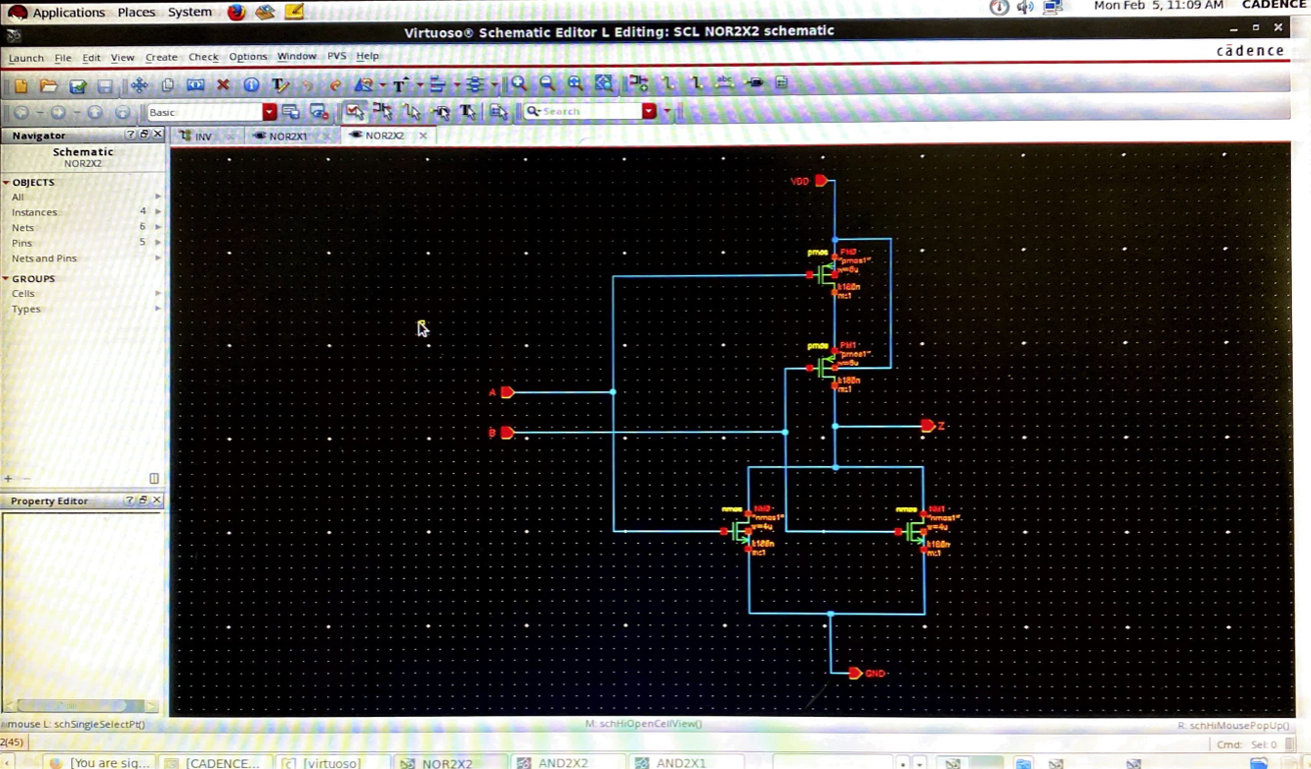 Applications Places System
Mon Feb 5, 11:09 AM CADENCE
Virtuoso® Schematic Editor L Editing: SCL NOR2X2 schematic
Launch File Edit View Create Check Options Window PVS Help
cādence
Basic
Search
Navigator
INV
NOR2X1
NOR2X2
Schematic
NOR2X2
OBJECTS
All
Instances 4
Nets 6
Pins 5
Nets and Pins
GROUPS
Cells
Types
VDD
pmos PM0
"pmos1"
l:180n
m:1
pmos PM1
"pmos1"
l:180n
m:1
A
B
Z
nmos
"nmos1"
w=4u
l:180n
m:1
nmos NM1
"nmos1"
w=4u
l:180n
m:1
GND
Property Editor
mouse L: schSingleSelectPt()
M: schHiOpenCellView()
R: schHiMousePopUp()
2(45)
Cmd: Sel: 0
[You are sig...
[CADENCE...
[virtuoso]
NOR2X2
AND2X2
AND2X1